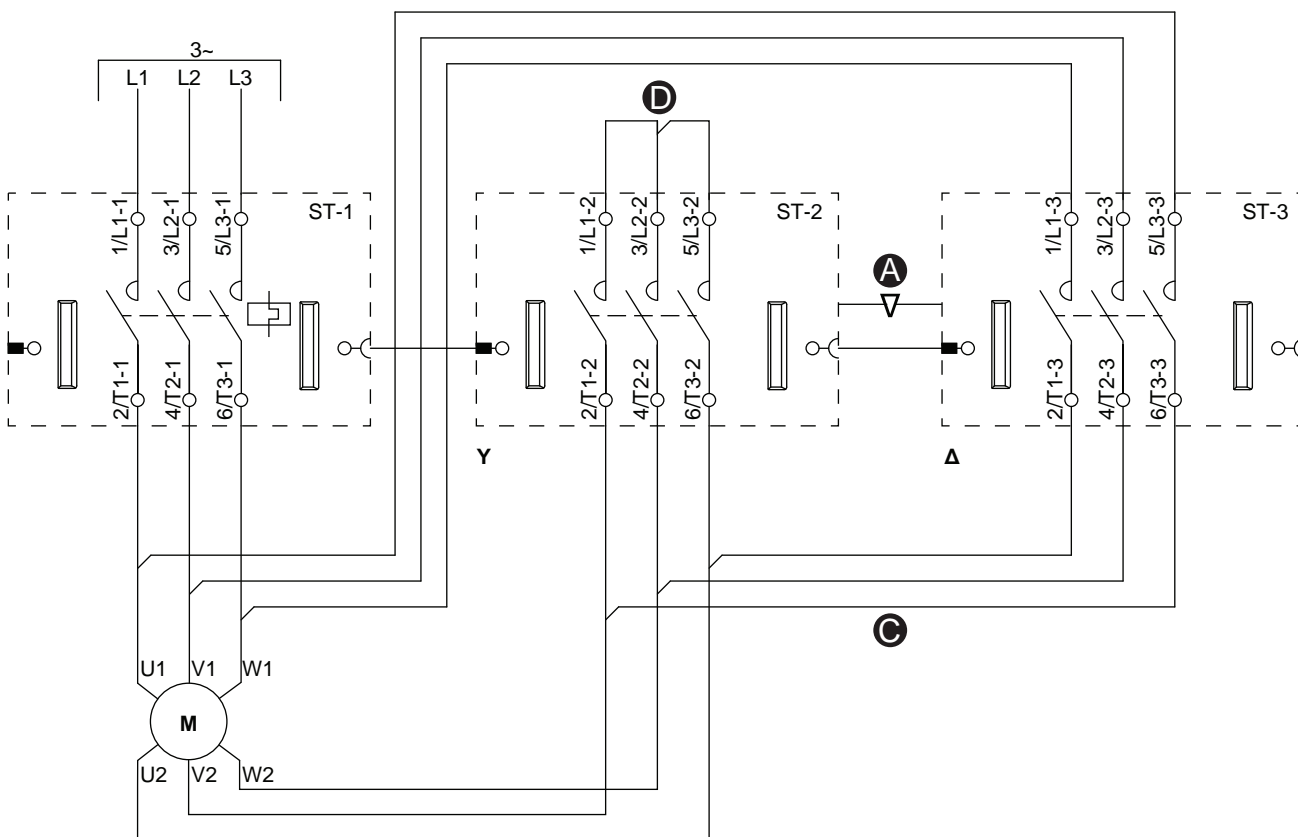 3~
L1 L2 L3
D
ST-1
1/L1-1
3/L2-1
5/L3-1
2/T1-1
4/T2-1
6/T3-1
ST-2
1/L1-2
3/L2-2
5/L3-2
2/T1-2
4/T2-2
6/T3-2
A
ST-3
1/L1-3
3/L2-3
5/L3-3
2/T1-3
4/T2-3
6/T3-3
Y
Δ
C
U1 V1 W1
M
U2 V2 W2